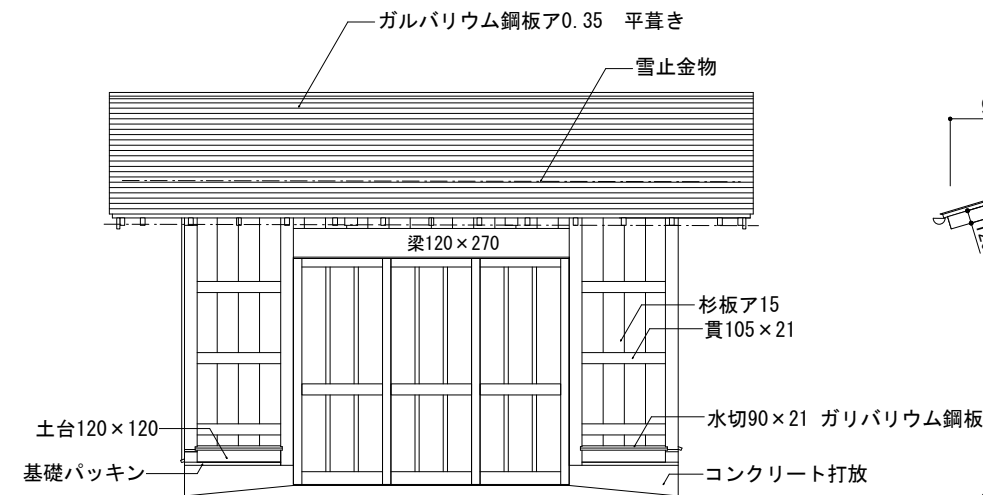 ガルバリウム鋼板ア0.35　平葺き
雪止金物
梁120×270
杉板ア15
貫105×21
土台120×120
水切90×21 ガリバリウム鋼板
基礎パッキン
コンクリート打放